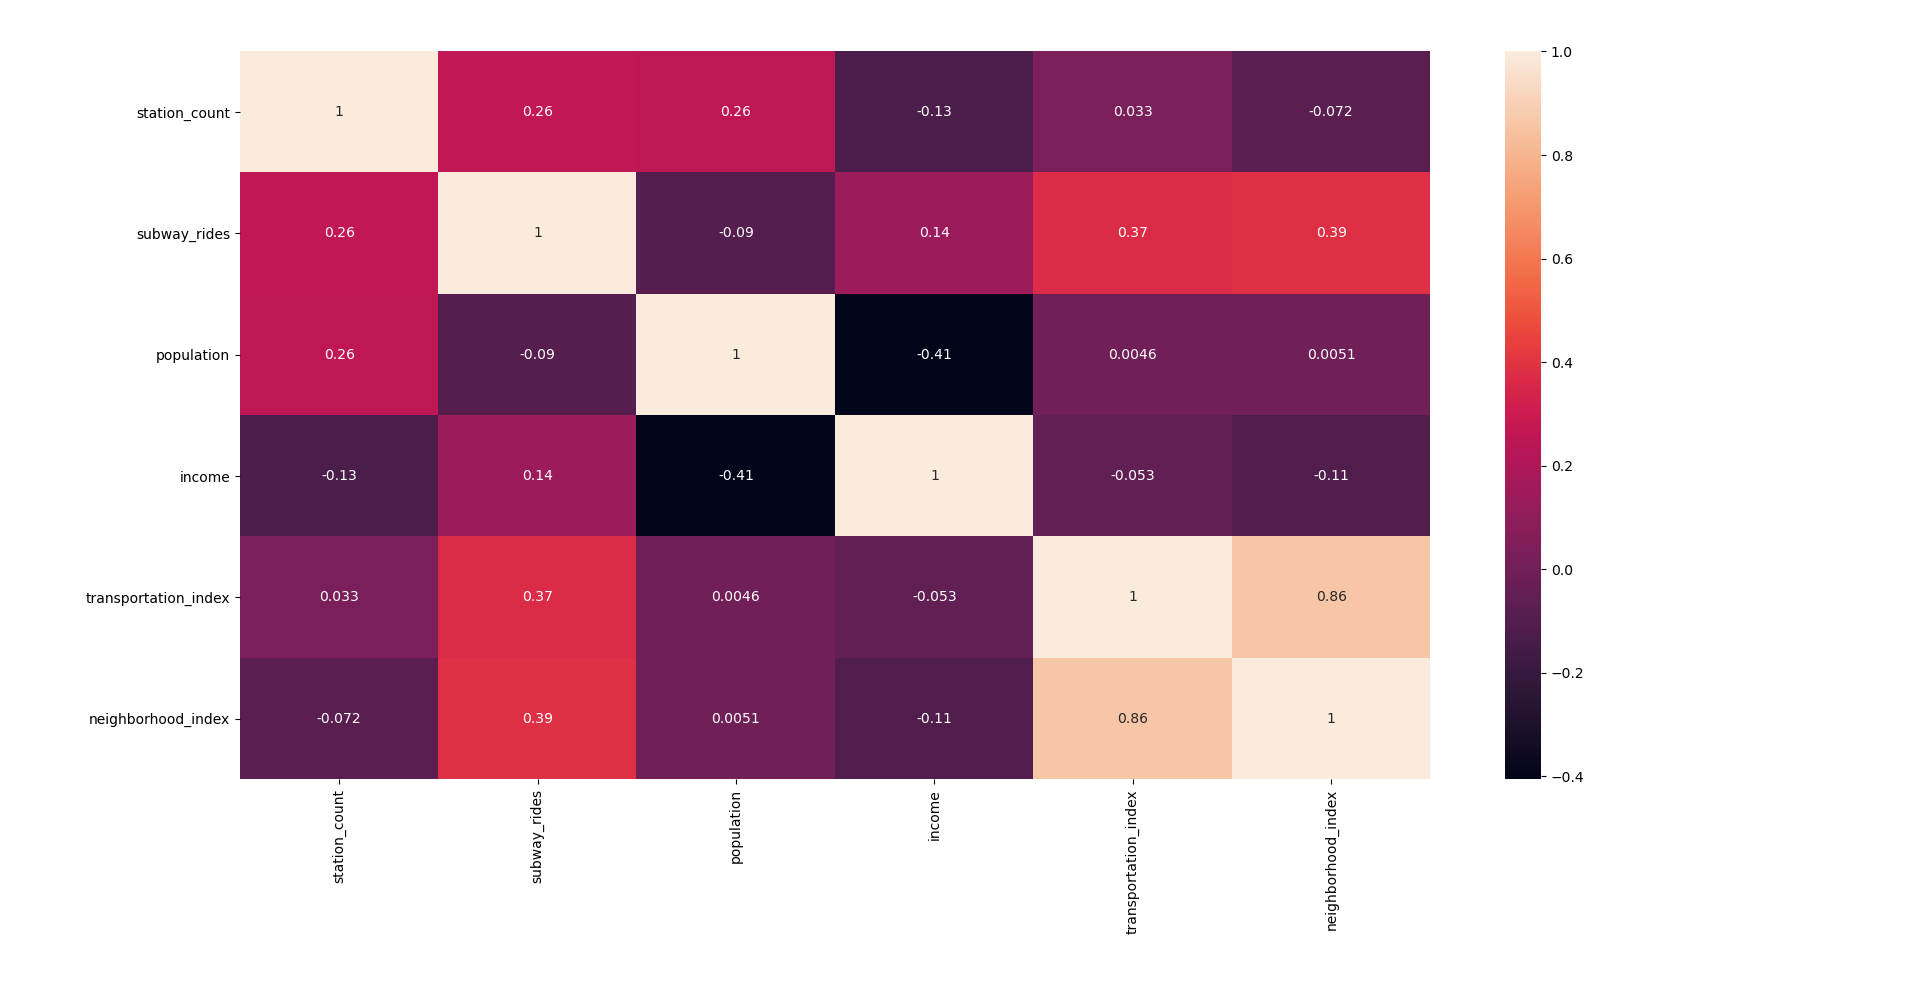 station_count 1 0.26 0.26 -0.13 0.033 -0.072
subway_rides 0.26 1 -0.09 0.14 0.37 0.39
population 0.26 -0.09 1 -0.41 0.0046 0.0051
income -0.13 0.14 -0.41 1 -0.053 -0.11
transportation_index 0.033 0.37 0.0046 -0.053 1 0.86
neighborhood_index -0.072 0.39 0.0051 -0.11 0.86 1
station_count
subway_rides
population
income
transportation_index
neighborhood_index
1.0
0.8
0.6
0.4
0.2
0.0
−0.2
−0.4